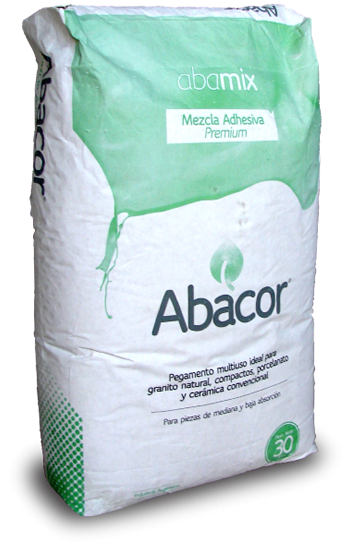 abamix
Mezcla Adhesiva
Premium
Abacor
Abacor®
Pegamento multiuso ideal para
granito natural, compactos, porcelanato
y cerámica convencional
Para piezas de mediana y baja absorción
30